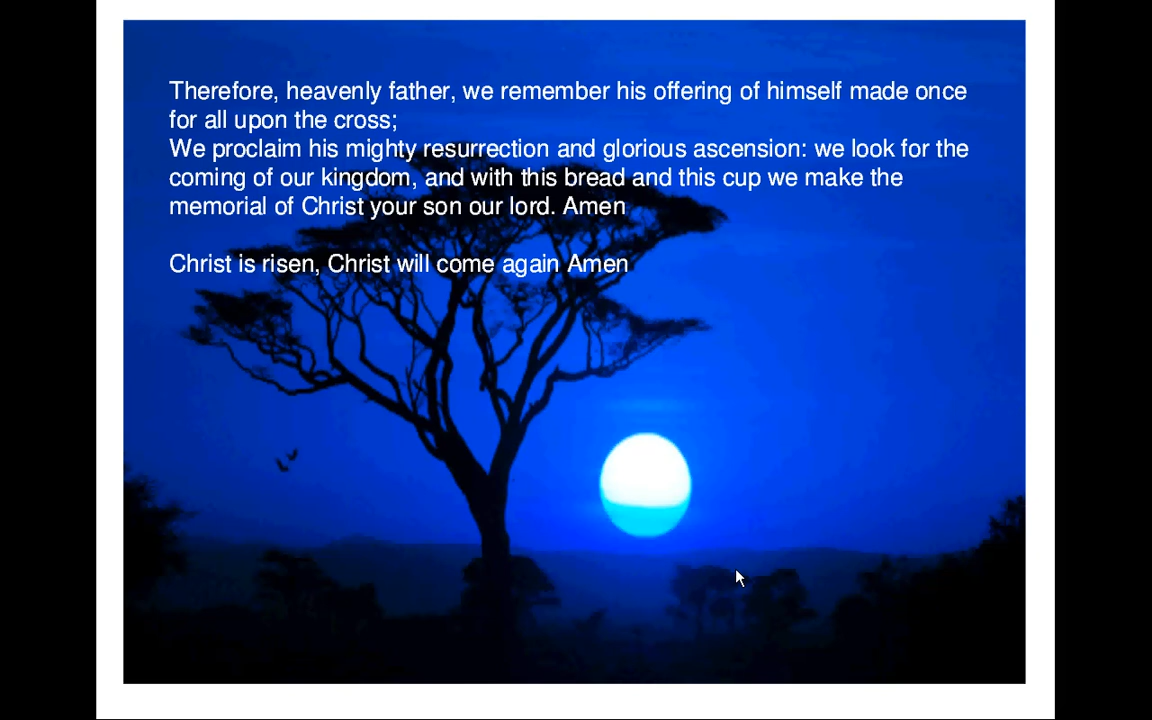 Therefore, heavenly father, we remember his offering of himself made once
for all upon the cross;
We proclaim his mighty resurrection and glorious ascension: we look for the
coming of our kingdom, and with this bread and this cup we make the
memorial of Christ your son our lord. Amen
Christ is risen, Christ will come again Amen